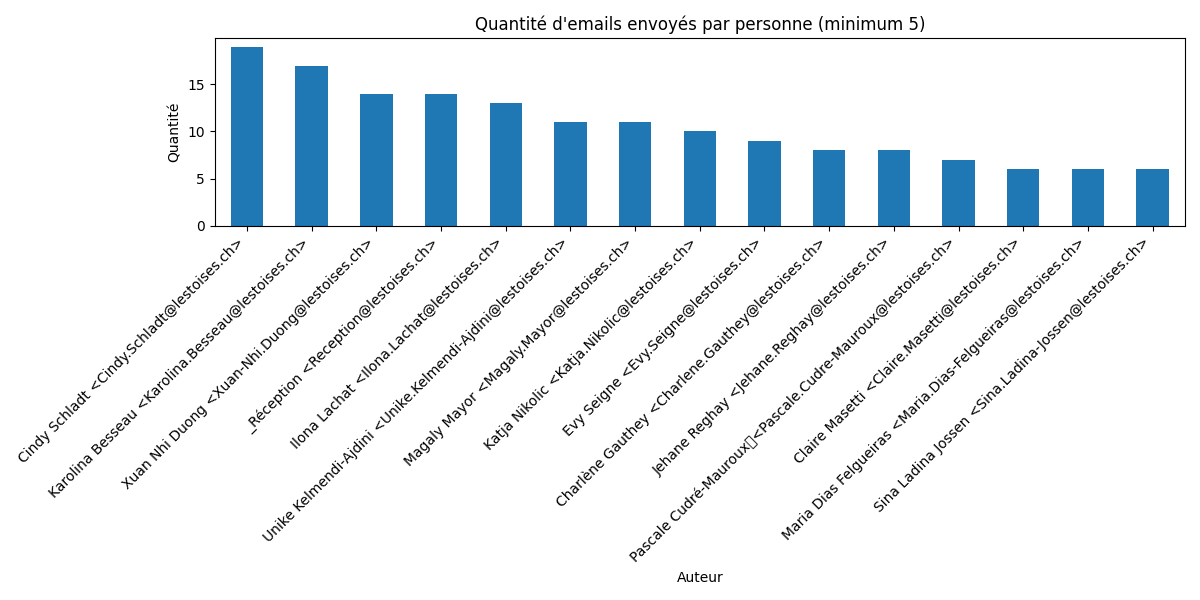 Quantité d'emails envoyés par personne (minimum 5)
Quantité
15
10
5
0
Cindy Schladt <Cindy.Schladt@lestoises.ch>
Karolina Besseau <Karolina.Besseau@lestoises.ch>
Xuan Nhi Duong <Xuan-Nhi.Duong@lestoises.ch>
_Réception <Reception@lestoises.ch>
Ilona Lachat <Ilona.Lachat@lestoises.ch>
Unike Kelmendi-Ajdini <Unike.Kelmendi-Ajdini@lestoises.ch>
Magaly Mayor <Magaly.Mayor@lestoises.ch>
Katja Nikolic <Katja.Nikolic@lestoises.ch>
Evy Seigne <Evy.Seigne@lestoises.ch>
Charlène Gauthey <Charlene.Gauthey@lestoises.ch>
Jehane Reghay <Jehane.Reghay@lestoises.ch>
Pascale Cudré-Mauroux▯<Pascale.Cudre-Mauroux@lestoises.ch>
Claire Masetti <Claire.Masetti@lestoises.ch>
Maria Dias Felgueiras <Maria.Dias-Felgueiras@lestoises.ch>
Sina Ladina Jossen <Sina.Ladina-Jossen@lestoises.ch>
Auteur